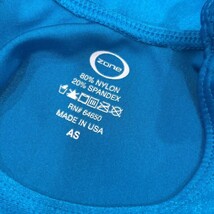 ZONE
80% NYLON
20% SPANDEX
RN# 64650
MADE IN USA
AS